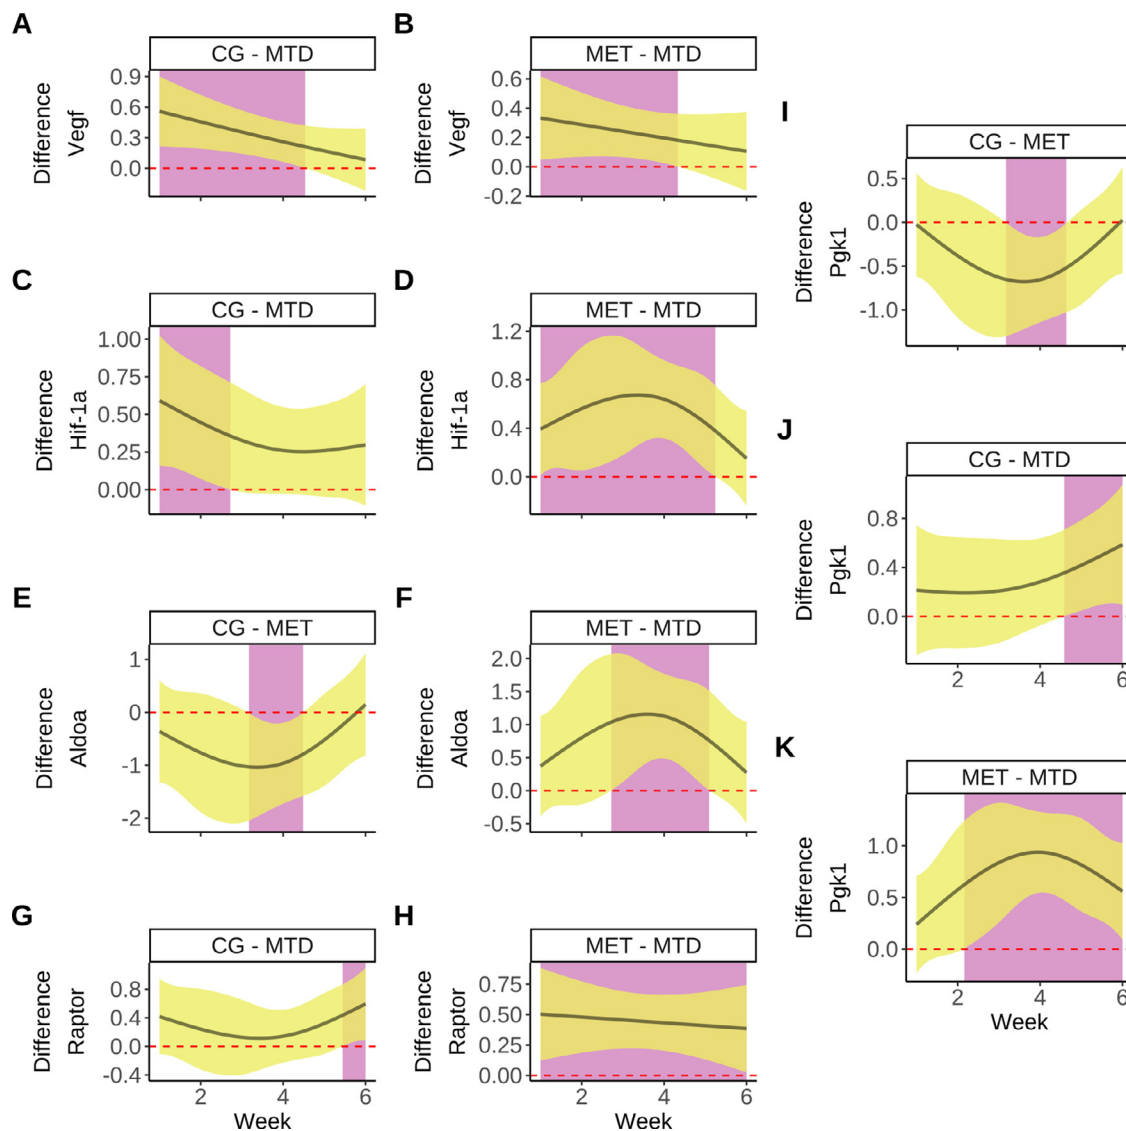 A
CG - MTD
Difference
Vegf
0.9
0.6
0.3
0.0
B
MET - MTD
Difference
Vegf
0.6
0.4
0.2
0.0
-0.2
C
CG - MTD
Difference
Hif-1a
1.00
0.75
0.50
0.25
0.00
D
MET - MTD
Difference
Hif-1a
1.2
0.8
0.4
0.0
E
CG - MET
Difference
Aldoa
1
0
-1
-2
F
MET - MTD
Difference
Aldoa
2.0
1.5
1.0
0.5
0.0
-0.5
G
CG - MTD
Difference
Raptor
0.8
0.4
0.0
-0.4
2 4 6
Week
H
MET - MTD
Difference
Raptor
0.75
0.50
0.25
0.00
2 4 6
Week
I
CG - MET
Difference
Pgk1
0.5
0.0
-0.5
-1.0
J
CG - MTD
Difference
Pgk1
0.8
0.4
0.0
2 4 6
K
MET - MTD
Difference
Pgk1
1.0
0.5
0.0
2 4 6
Week